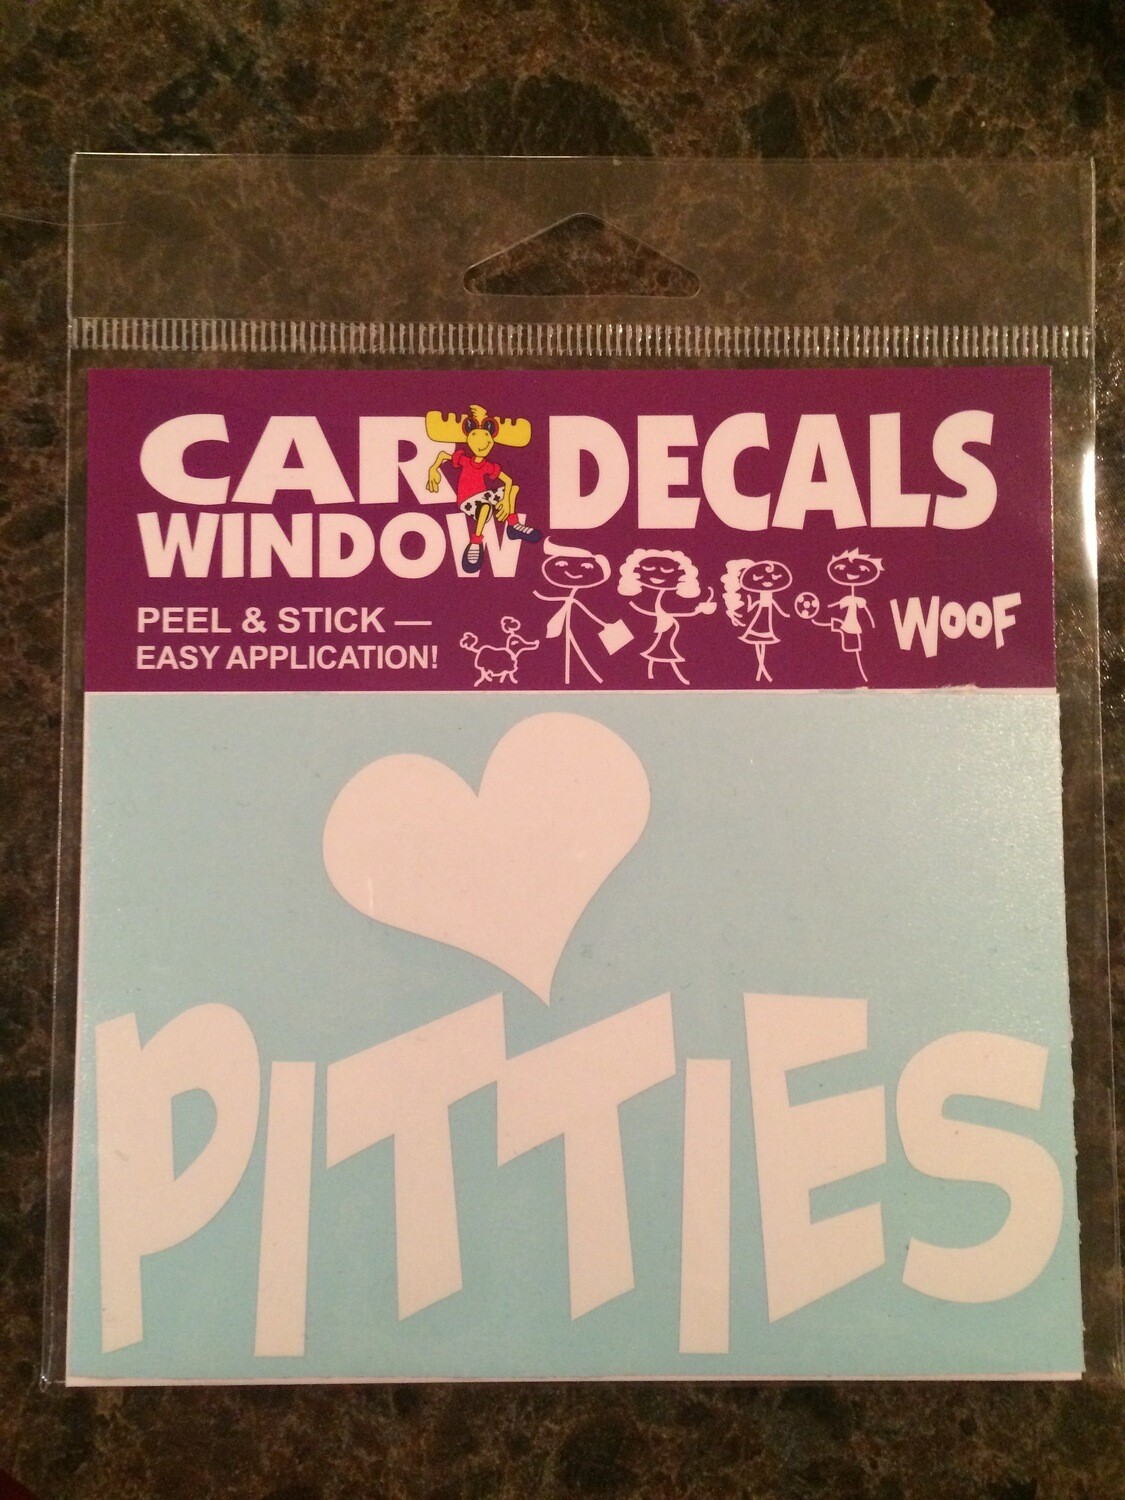 CAR DECALS
WINDOW
PEEL & STICK —
EASY APPLICATION!
WOOF
PITTIES